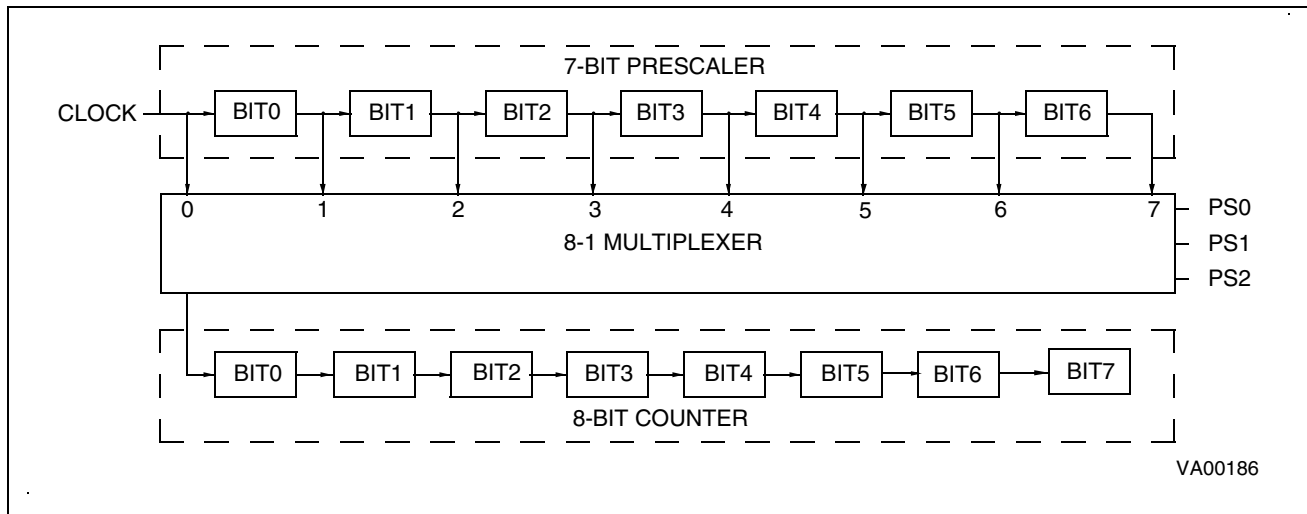 7-BIT PRESCALER
CLOCK BIT0 BIT1 BIT2 BIT3 BIT4 BIT5 BIT6
0 1 2 3 4 5 6 7
PS0
8-1 MULTIPLEXER
PS1
PS2
BIT0 BIT1 BIT2 BIT3 BIT4 BIT5 BIT6 BIT7
8-BIT COUNTER
VA00186